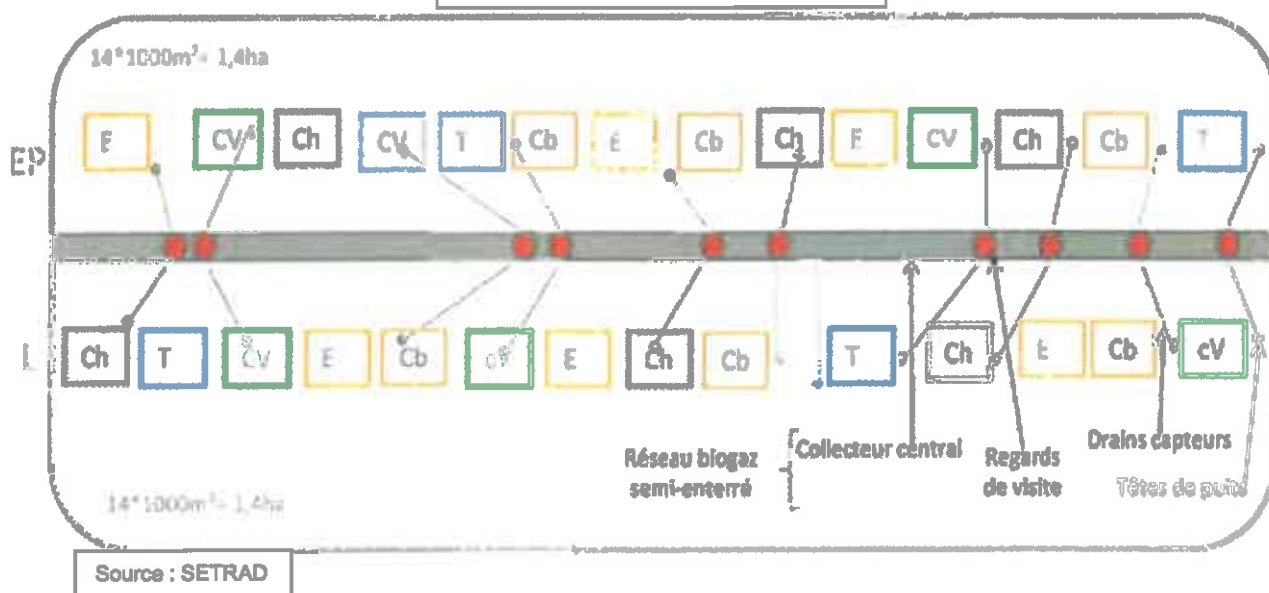 14*1000m²= 1,4ha
E CV Ch CV T Cb E Cb Ch E CV Ch Cb T
EP
Ch T CV E Cb E Ch Cb T Ch E Cb cV
Réseau biogaz
semi-enterré
Collecteur central
Regards
de visite
Drains capteurs
Têtes de puits
14*1000m²= 1,4ha
Source : SETRAD